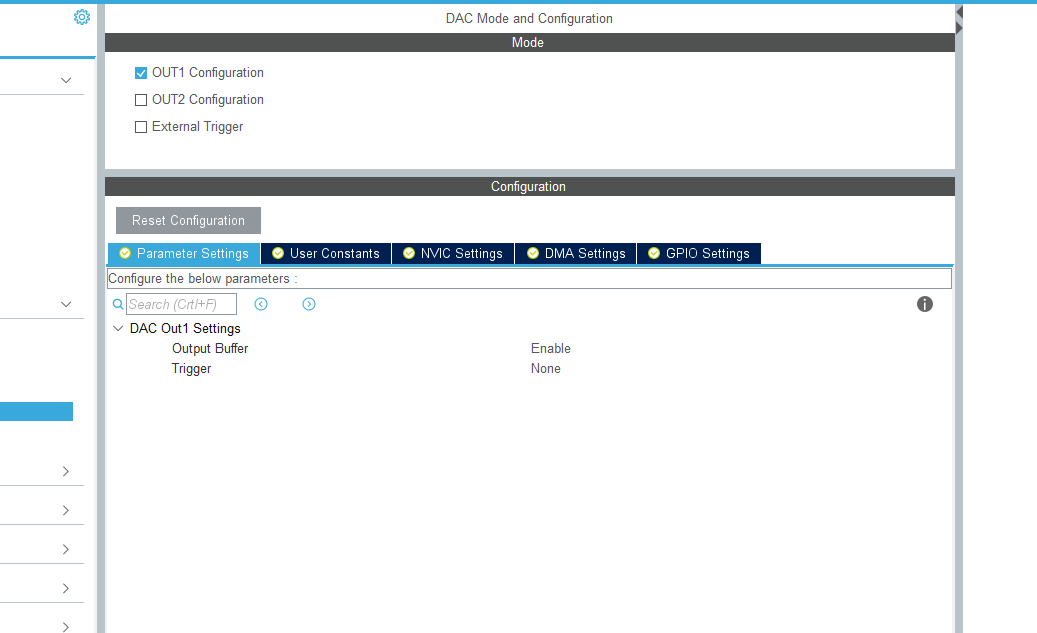 DAC Mode and Configuration
Mode
OUT1 Configuration
OUT2 Configuration
External Trigger
Configuration
Reset Configuration
Parameter Settings User Constants NVIC Settings DMA Settings GPIO Settings
Configure the below parameters :
Search (Crtl+F)
DAC Out1 Settings
Output Buffer Enable
Trigger None